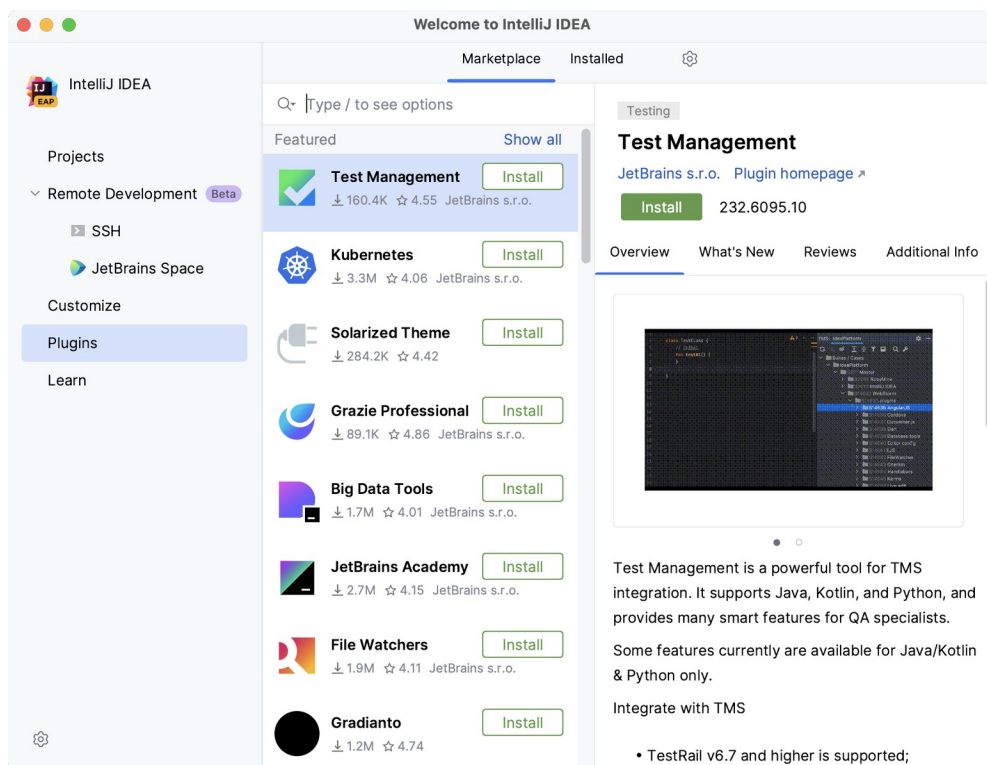 Welcome to IntelliJ IDEA
IJ
EAP
IntelliJ IDEA
Projects
Remote Development Beta
SSH
JetBrains Space
Customize
Plugins
Learn
Marketplace Installed
Type / to see options
Featured Show all
Test Management Install
160.4K 4.55 JetBrains s.r.o.
Kubernetes Install
3.3M 4.06 JetBrains s.r.o.
Solarized Theme Install
284.2K 4.42
Grazie Professional Install
89.1K 4.86 JetBrains s.r.o.
Big Data Tools Install
1.7M 4.01 JetBrains s.r.o.
JetBrains Academy Install
2.7M 4.15 JetBrains s.r.o.
File Watchers Install
1.9M 4.11 JetBrains s.r.o.
Gradianto Install
1.2M 4.74
Testing
Test Management
JetBrains s.r.o. Plugin homepage
Install 232.6095.10
Overview What's New Reviews Additional Info
Test Management is a powerful tool for TMS
integration. It supports Java, Kotlin, and Python, and
provides many smart features for QA specialists.
Some features currently are available for Java/Kotlin
& Python only.
Integrate with TMS
• TestRail v6.7 and higher is supported;